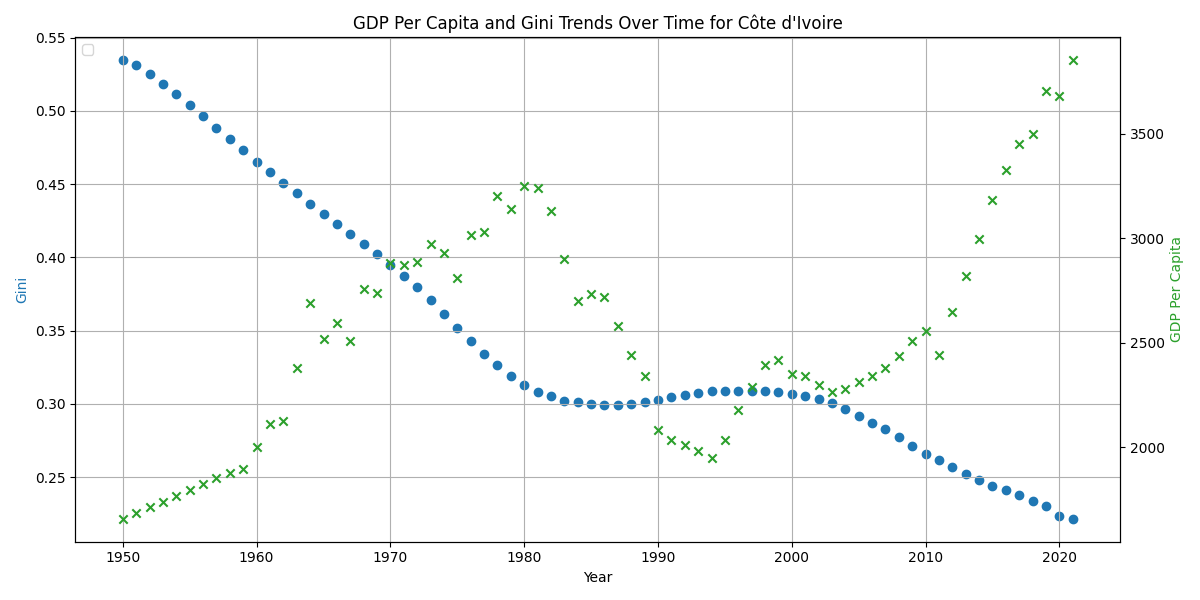 GDP Per Capita and Gini Trends Over Time for Côte d'Ivoire
0.55
0.50
0.45
0.40
0.35
0.30
0.25
Gini
3500
3000
2500
2000
GDP Per Capita
1950 1960 1970 1980 1990 2000 2010 2020
Year